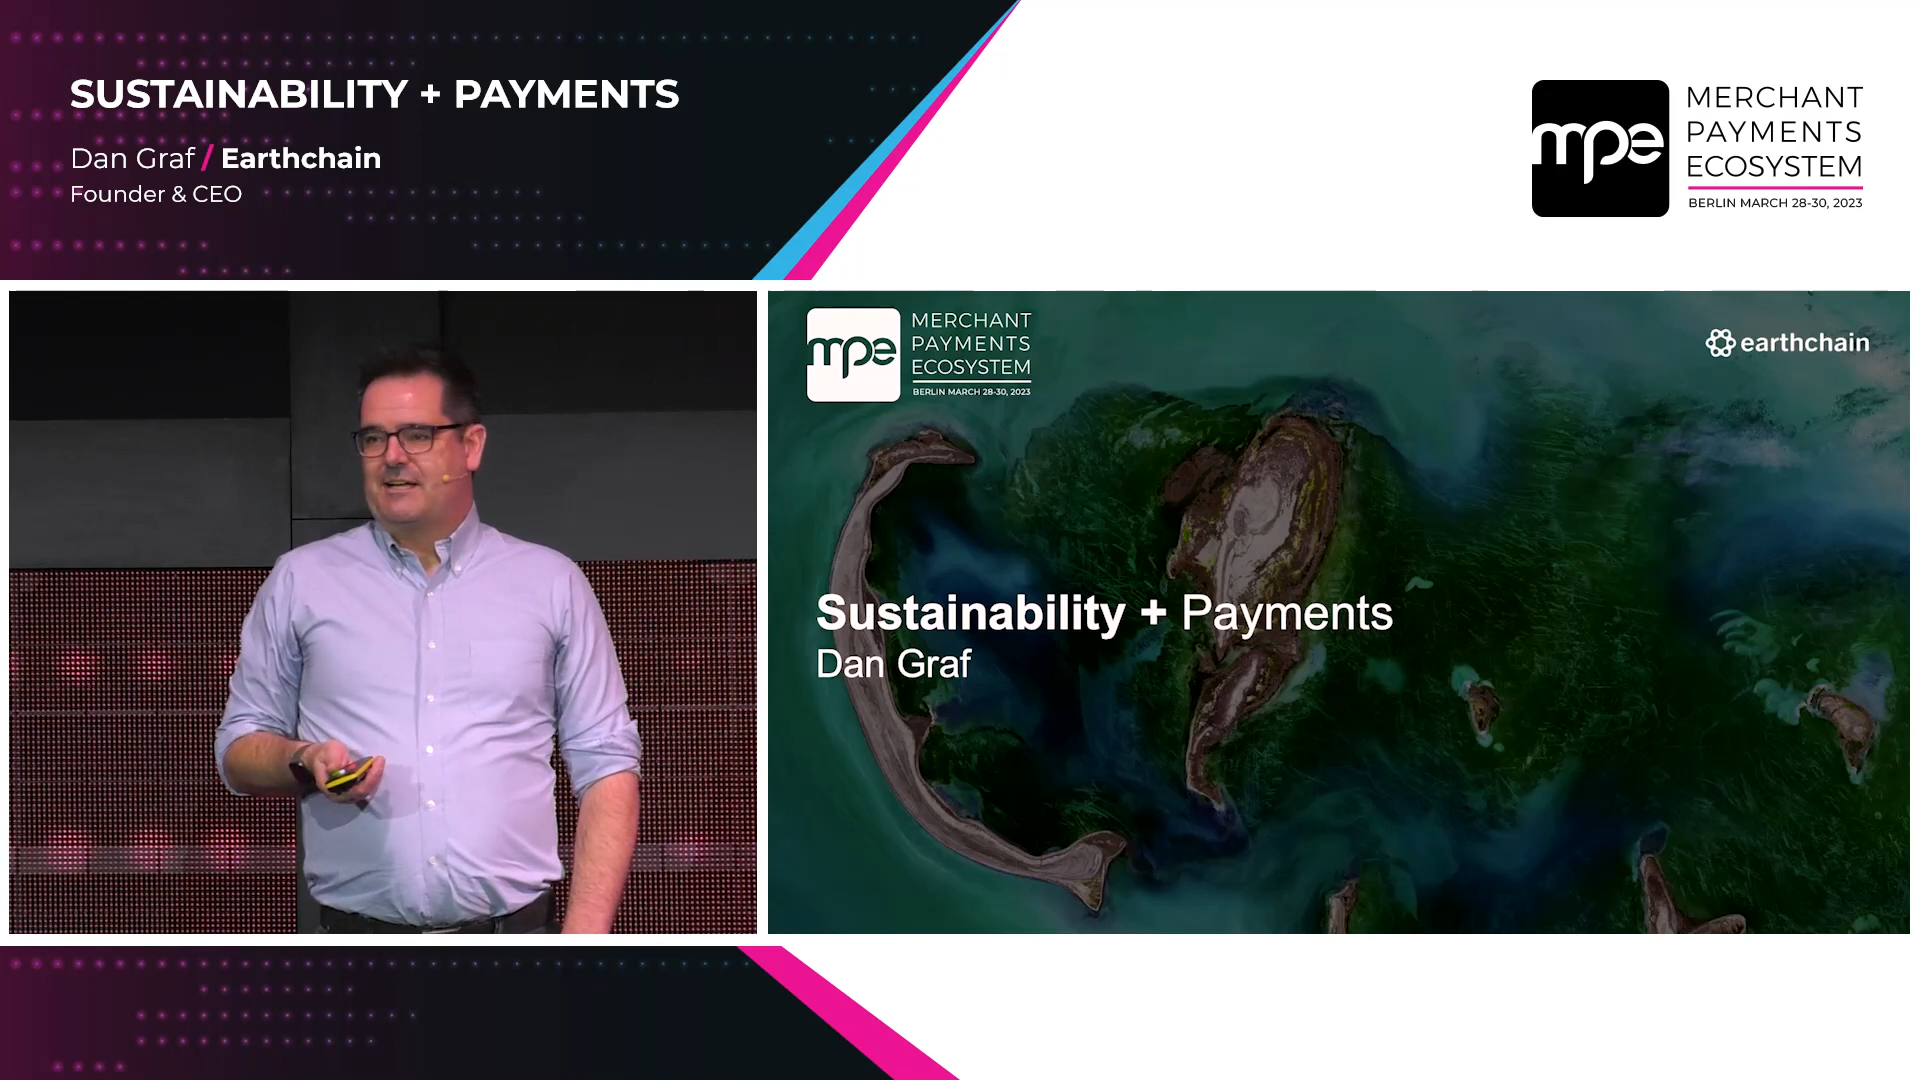 SUSTAINABILITY + PAYMENTS
Dan Graf / Earthchain
Founder & CEO
mpe
MERCHANT
PAYMENTS
ECOSYSTEM
BERLIN MARCH 28-30, 2023
mpe
MERCHANT
PAYMENTS
ECOSYSTEM
BERLIN MARCH 28-30, 2023
earthchain
Sustainability + Payments
Dan Graf